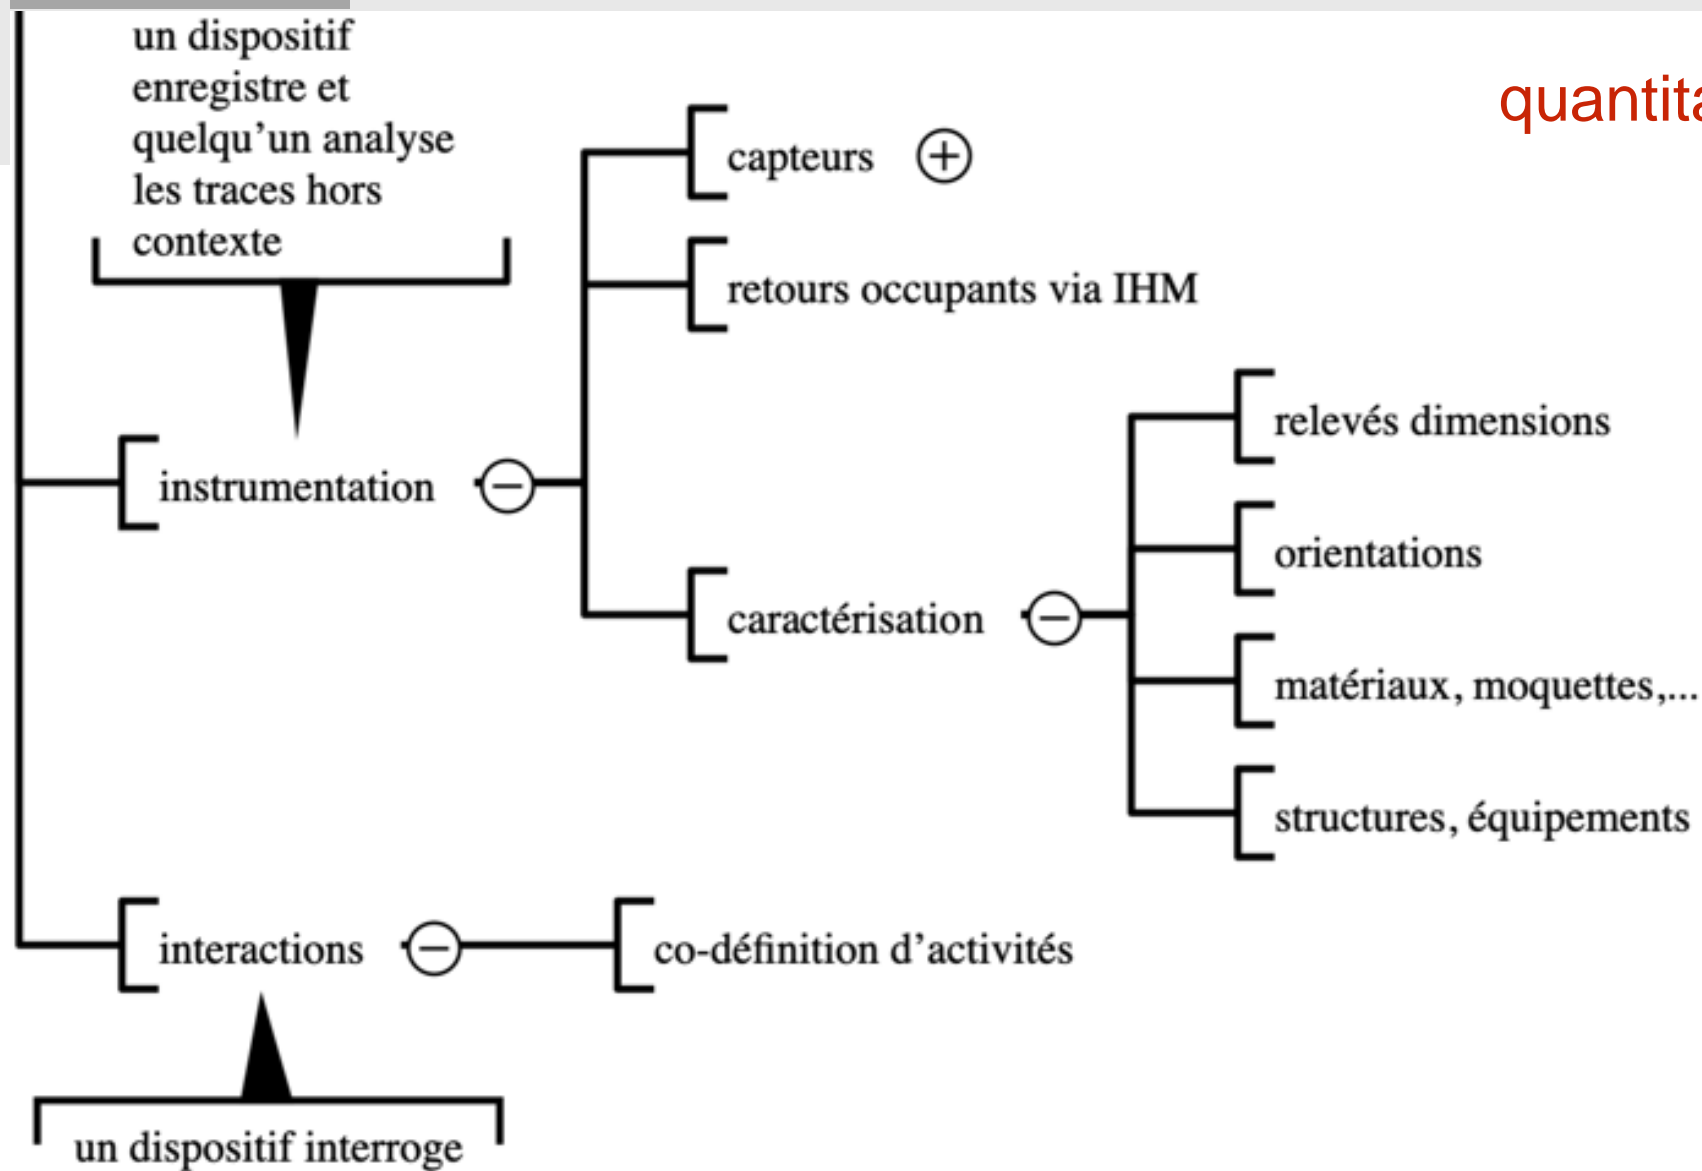 un dispositif
enregistre et
quelqu'un analyse
les traces hors
contexte
quantita
capteurs
retours occupants via IHM
relevés dimensions
instrumentation
orientations
caractérisation
matériaux, moquettes,...
structures, équipements
interactions
co-définition d'activités
un dispositif interroge